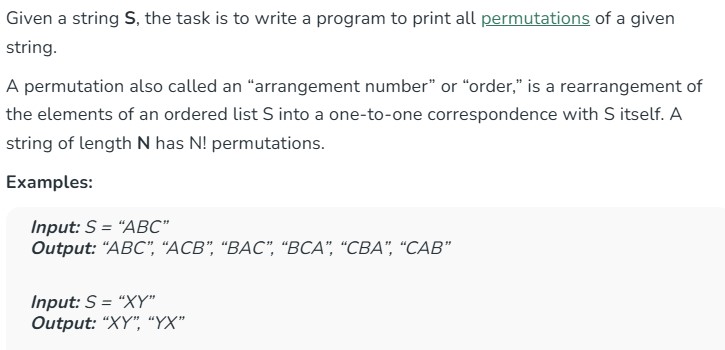 Given a string S, the task is to write a program to print all permutations of a given
string.
A permutation also called an “arrangement number” or “order,” is a rearrangement of
the elements of an ordered list S into a one-to-one correspondence with S itself. A
string of length N has N! permutations.
Examples:
Input: S = “ABC”
Output: “ABC”, “ACB”, “BAC”, “BCA”, “CBA”, “CAB”
Input: S = “XY”
Output: “XY”, “YX”